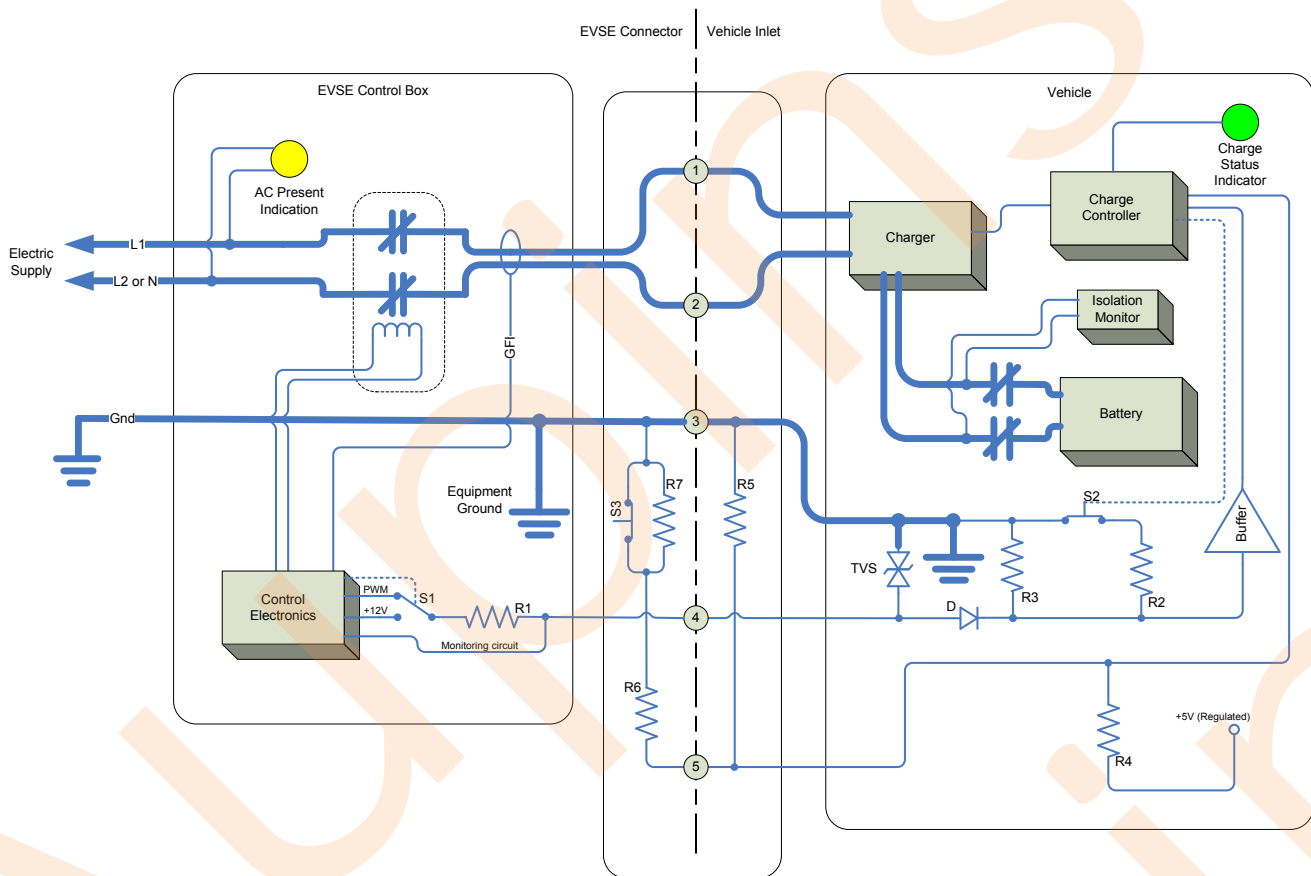 EVSE Connector
Vehicle Inlet
EVSE Control Box
Vehicle
AC Present
Indication
Charge
Status
Indicator
Charge
Controller
Charger
1
Electric
Supply
L1
L2 or N
2
Isolation
Monitor
GFI
Battery
Gnd
3
Equipment
Ground
S3
R7
R5
S2
Buffer
TVS
R3
R2
Control
Electronics
PWM
+12V
S1
R1
Monitoring circuit
4
D
R6
5
R4
+5V (Regulated)